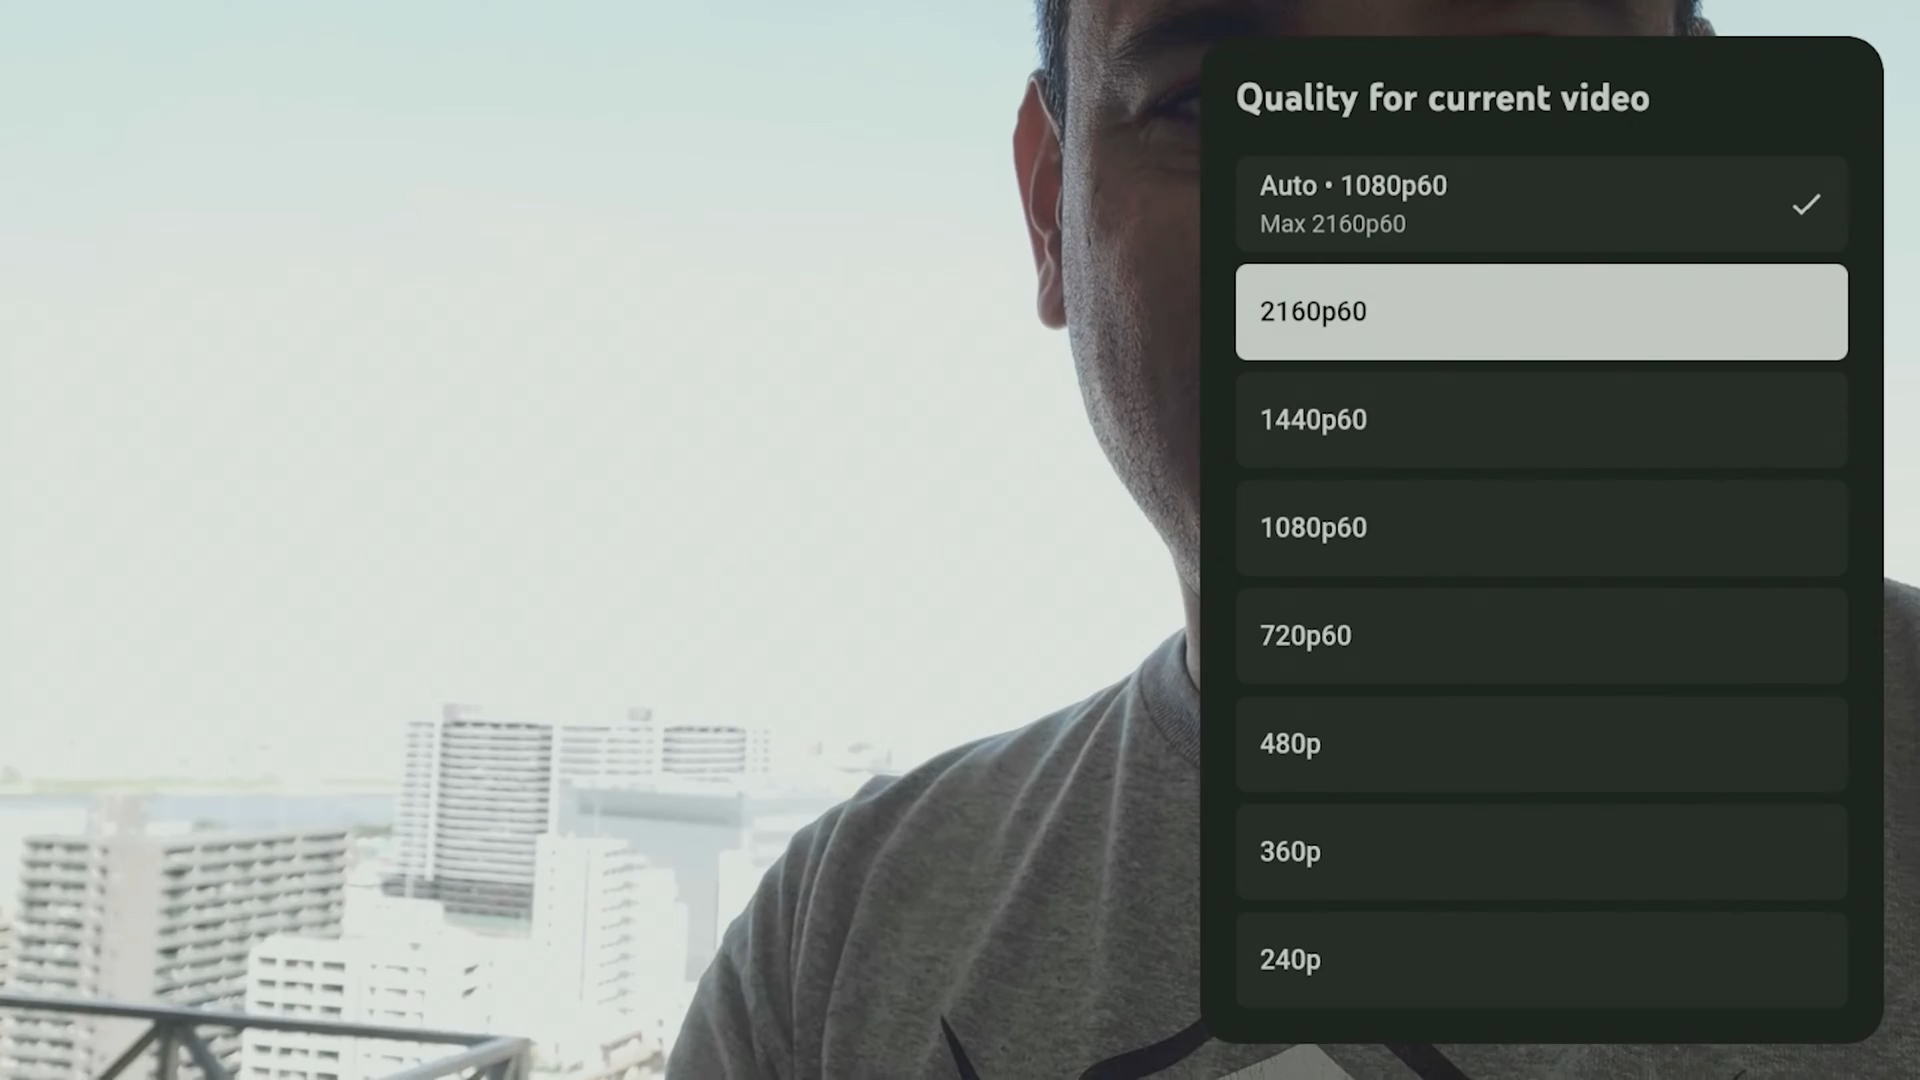 Quality for current video
Auto • 1080p60
Max 2160p60
2160p60
1440p60
1080p60
720p60
480p
360p
240p